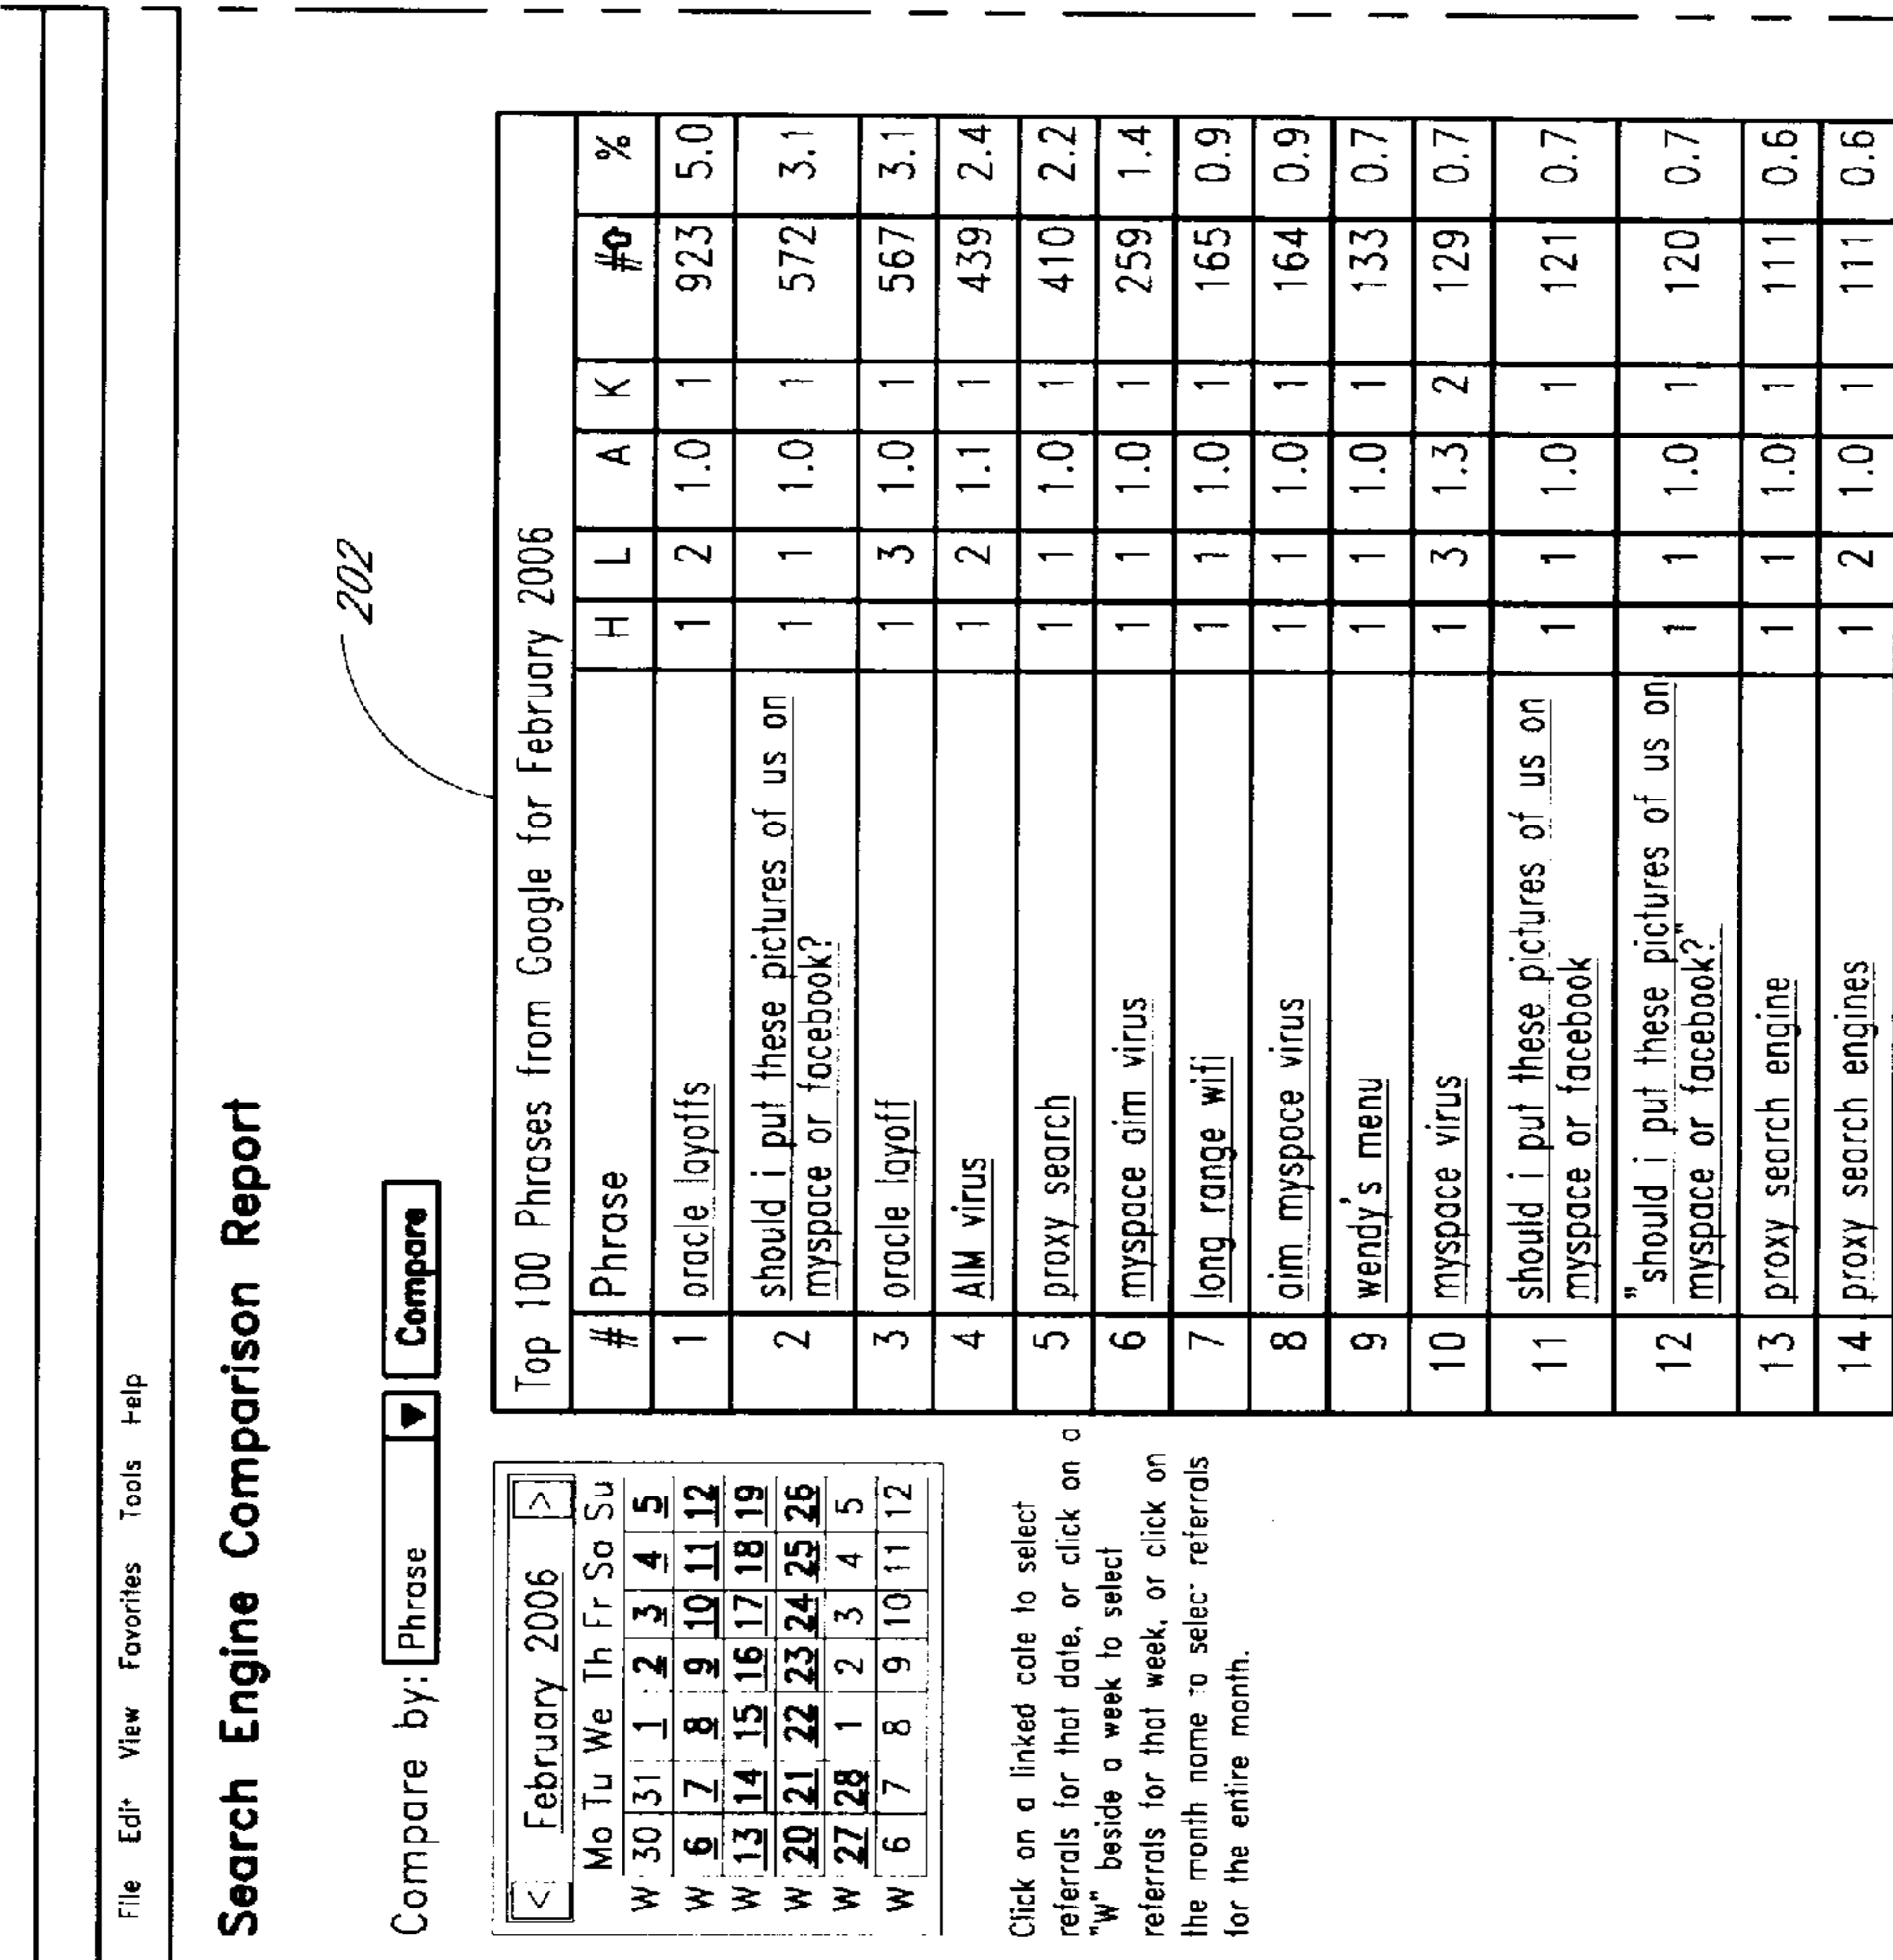 File Edit View Favorites Tools Help
Search Engine Comparison Report
202
Compare by: Phrase ▼ Compare
< February 2006 >
Mo Tu We Th Fr Sa Su
W 30 31 1 2 3 4 5
W 6 7 8 9 10 11 12
W 13 14 15 16 17 18 19
W 20 21 22 23 24 25 26
W 27 28 1 2 3 4 5
W 6 7 8 9 10 11 12
Click on a linked date to select
referrals for that date, or click on a
"W" beside a week to select
referrals for that week, or click on
the month name to select referrals
for the entire month.
Top 100 Phrases from Google for February 2006
# Phrase H L A K # %
1 oracle layoffs 1 2 1.0 1 923 5.0
2 should i put these pictures of us on 1 1 1.0 1 572 3.1
myspace or facebook?
3 oracle layoff 1 3 1.0 1 567 3.1
4 AIM virus 1 2 1.1 1 439 2.4
5 proxy search 1 1 1.0 1 410 2.2
6 myspace aim virus 1 1 1.0 1 259 1.4
7 long range wifi 1 1 1.0 1 165 0.9
8 aim myspace virus 1 1 1.0 1 164 0.9
9 wendy's menu 1 1 1.0 1 133 0.7
10 myspace virus 1 3 1.3 2 129 0.7
11 should i put these pictures of us on 1 1 1.0 1 121 0.7
myspace or facebook
12 "should i put these pictures of us on 1 1 1.0 1 120 0.7
myspace or facebook?"
13 proxy search engine 1 1 1.0 1 111 0.6
14 proxy search engines 1 2 1.0 1 111 0.6